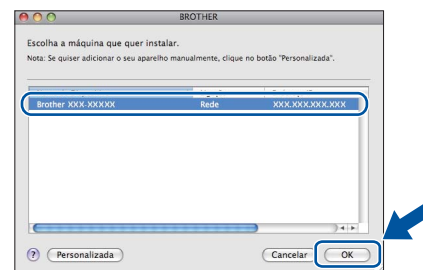 BROTHER
Escolha a máquina que quer instalar.
Nota: Se quiser adicionar o seu aparelho manualmente, clique no botão "Personalizada".
Brother XXX-XXXXX Rede XXX.XXX.XXX.XXX
? Personalizada Cancelar OK